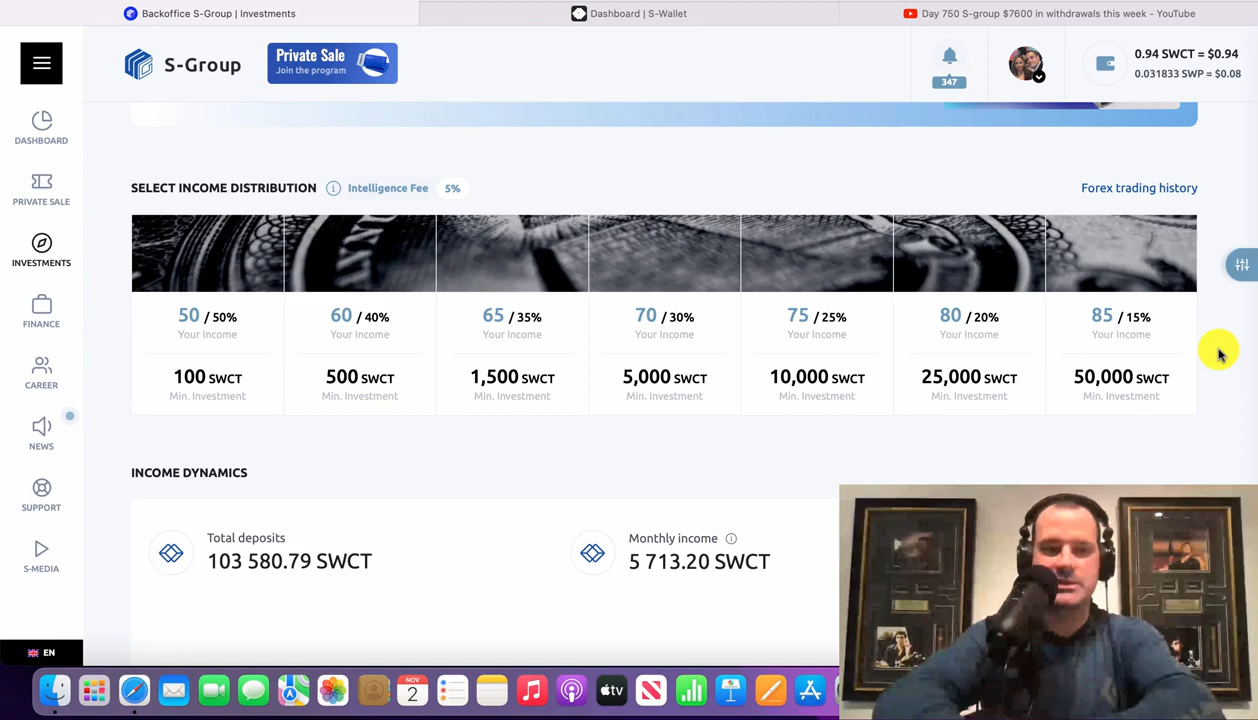 Backoffice S-Group | Investments
Dashboard | S-Wallet
Day 750 S-group $7600 in withdrawals this week - YouTube
S-Group
Private Sale
Join the program
347
0.94 SWCT = $0.94
0.031833 SWP = $0.08
DASHBOARD
PRIVATE SALE
INVESTMENTS
FINANCE
CAREER
NEWS
SUPPORT
S-MEDIA
EN
SELECT INCOME DISTRIBUTION
Intelligence Fee 5%
Forex trading history
50 / 50%
Your Income
100 SWCT
Min. Investment
60 / 40%
Your Income
500 SWCT
Min. Investment
65 / 35%
Your Income
1,500 SWCT
Min. Investment
70 / 30%
Your Income
5,000 SWCT
Min. Investment
75 / 25%
Your Income
10,000 SWCT
Min. Investment
80 / 20%
Your Income
25,000 SWCT
Min. Investment
85 / 15%
Your Income
50,000 SWCT
Min. Investment
INCOME DYNAMICS
Total deposits
103 580.79 SWCT
Monthly income
5 713.20 SWCT
NOV
2
tv